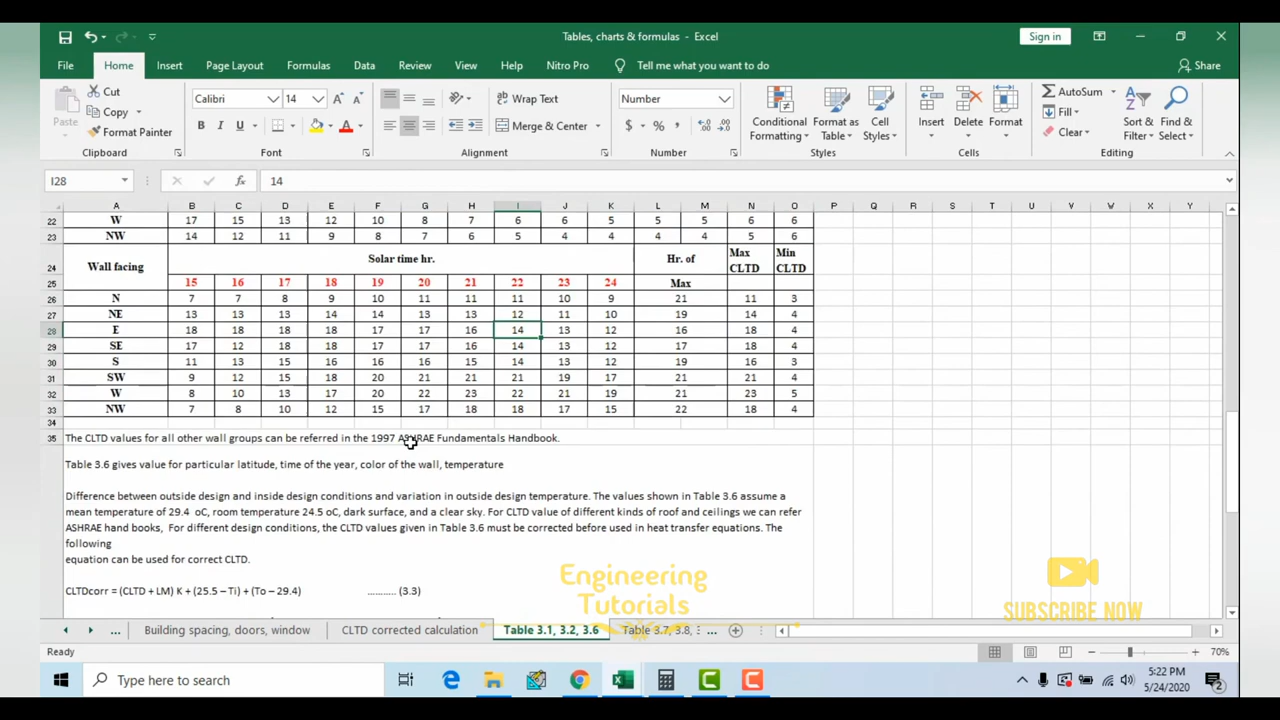 Tables, charts & formulas - Excel
Sign in
File Home Insert Page Layout Formulas Data Review View Help Nitro Pro Tell me what you want to do Share
Paste
Cut
Copy
Format Painter
Clipboard
Calibri 14
B I U
Font
Wrap Text
Merge & Center
Alignment
Number
$ % ,
Number
Conditional Formatting
Format as Table
Cell Styles
Styles
Insert Delete Format
Cells
AutoSum
Fill
Clear
Sort & Filter
Find & Select
Editing
I28 fx 14
A B C D E F G H I J K L M N O P Q R S T U V W X Y
22 W 17 15 13 12 10 8 7 6 6 5 5 5 6 6
23 NW 14 12 11 9 8 7 6 5 4 4 4 4 5 6
24 Wall facing Solar time hr. Hr. of Max CLTD Min CLTD
25 15 16 17 18 19 20 21 22 23 24 Max
26 N 7 7 8 9 10 11 11 11 10 9 21 11 3
27 NE 13 13 13 14 14 13 13 12 11 10 19 14 4
28 E 18 18 18 18 17 17 16 14 13 12 16 18 4
29 SE 17 12 18 18 17 17 16 14 13 12 17 18 4
30 S 11 13 15 16 16 16 15 14 13 12 19 16 3
31 SW 9 12 15 18 20 21 21 21 19 17 21 21 4
32 W 8 10 13 17 20 22 23 22 21 19 21 23 5
33 NW 7 8 10 12 15 17 18 18 17 15 22 18 4
34
35 The CLTD values for all other wall groups can be referred in the 1997 ASHRAE Fundamentals Handbook.
Table 3.6 gives value for particular latitude, time of the year, color of the wall, temperature
Difference between outside design and inside design conditions and variation in outside design temperature. The values shown in Table 3.6 assume a
mean temperature of 29.4 oC, room temperature 24.5 oC, dark surface, and a clear sky. For CLTD value of different kinds of roof and ceilings we can refer
ASHRAE hand books, For different design conditions, the CLTD values given in Table 3.6 must be corrected before used in heat transfer equations. The
following
equation can be used for correct CLTD.
CLTDcorr = (CLTD + LM) K + (25.5 – Ti) + (To – 29.4) .......... (3.3)
Engineering
Tutorials
SUBSCRIBE NOW
... Building spacing, doors, window CLTD corrected calculation Table 3.1, 3.2, 3.6 Table 3.7, 3.8, ...
Ready 70%
Type here to search
5:22 PM
5/24/2020
2